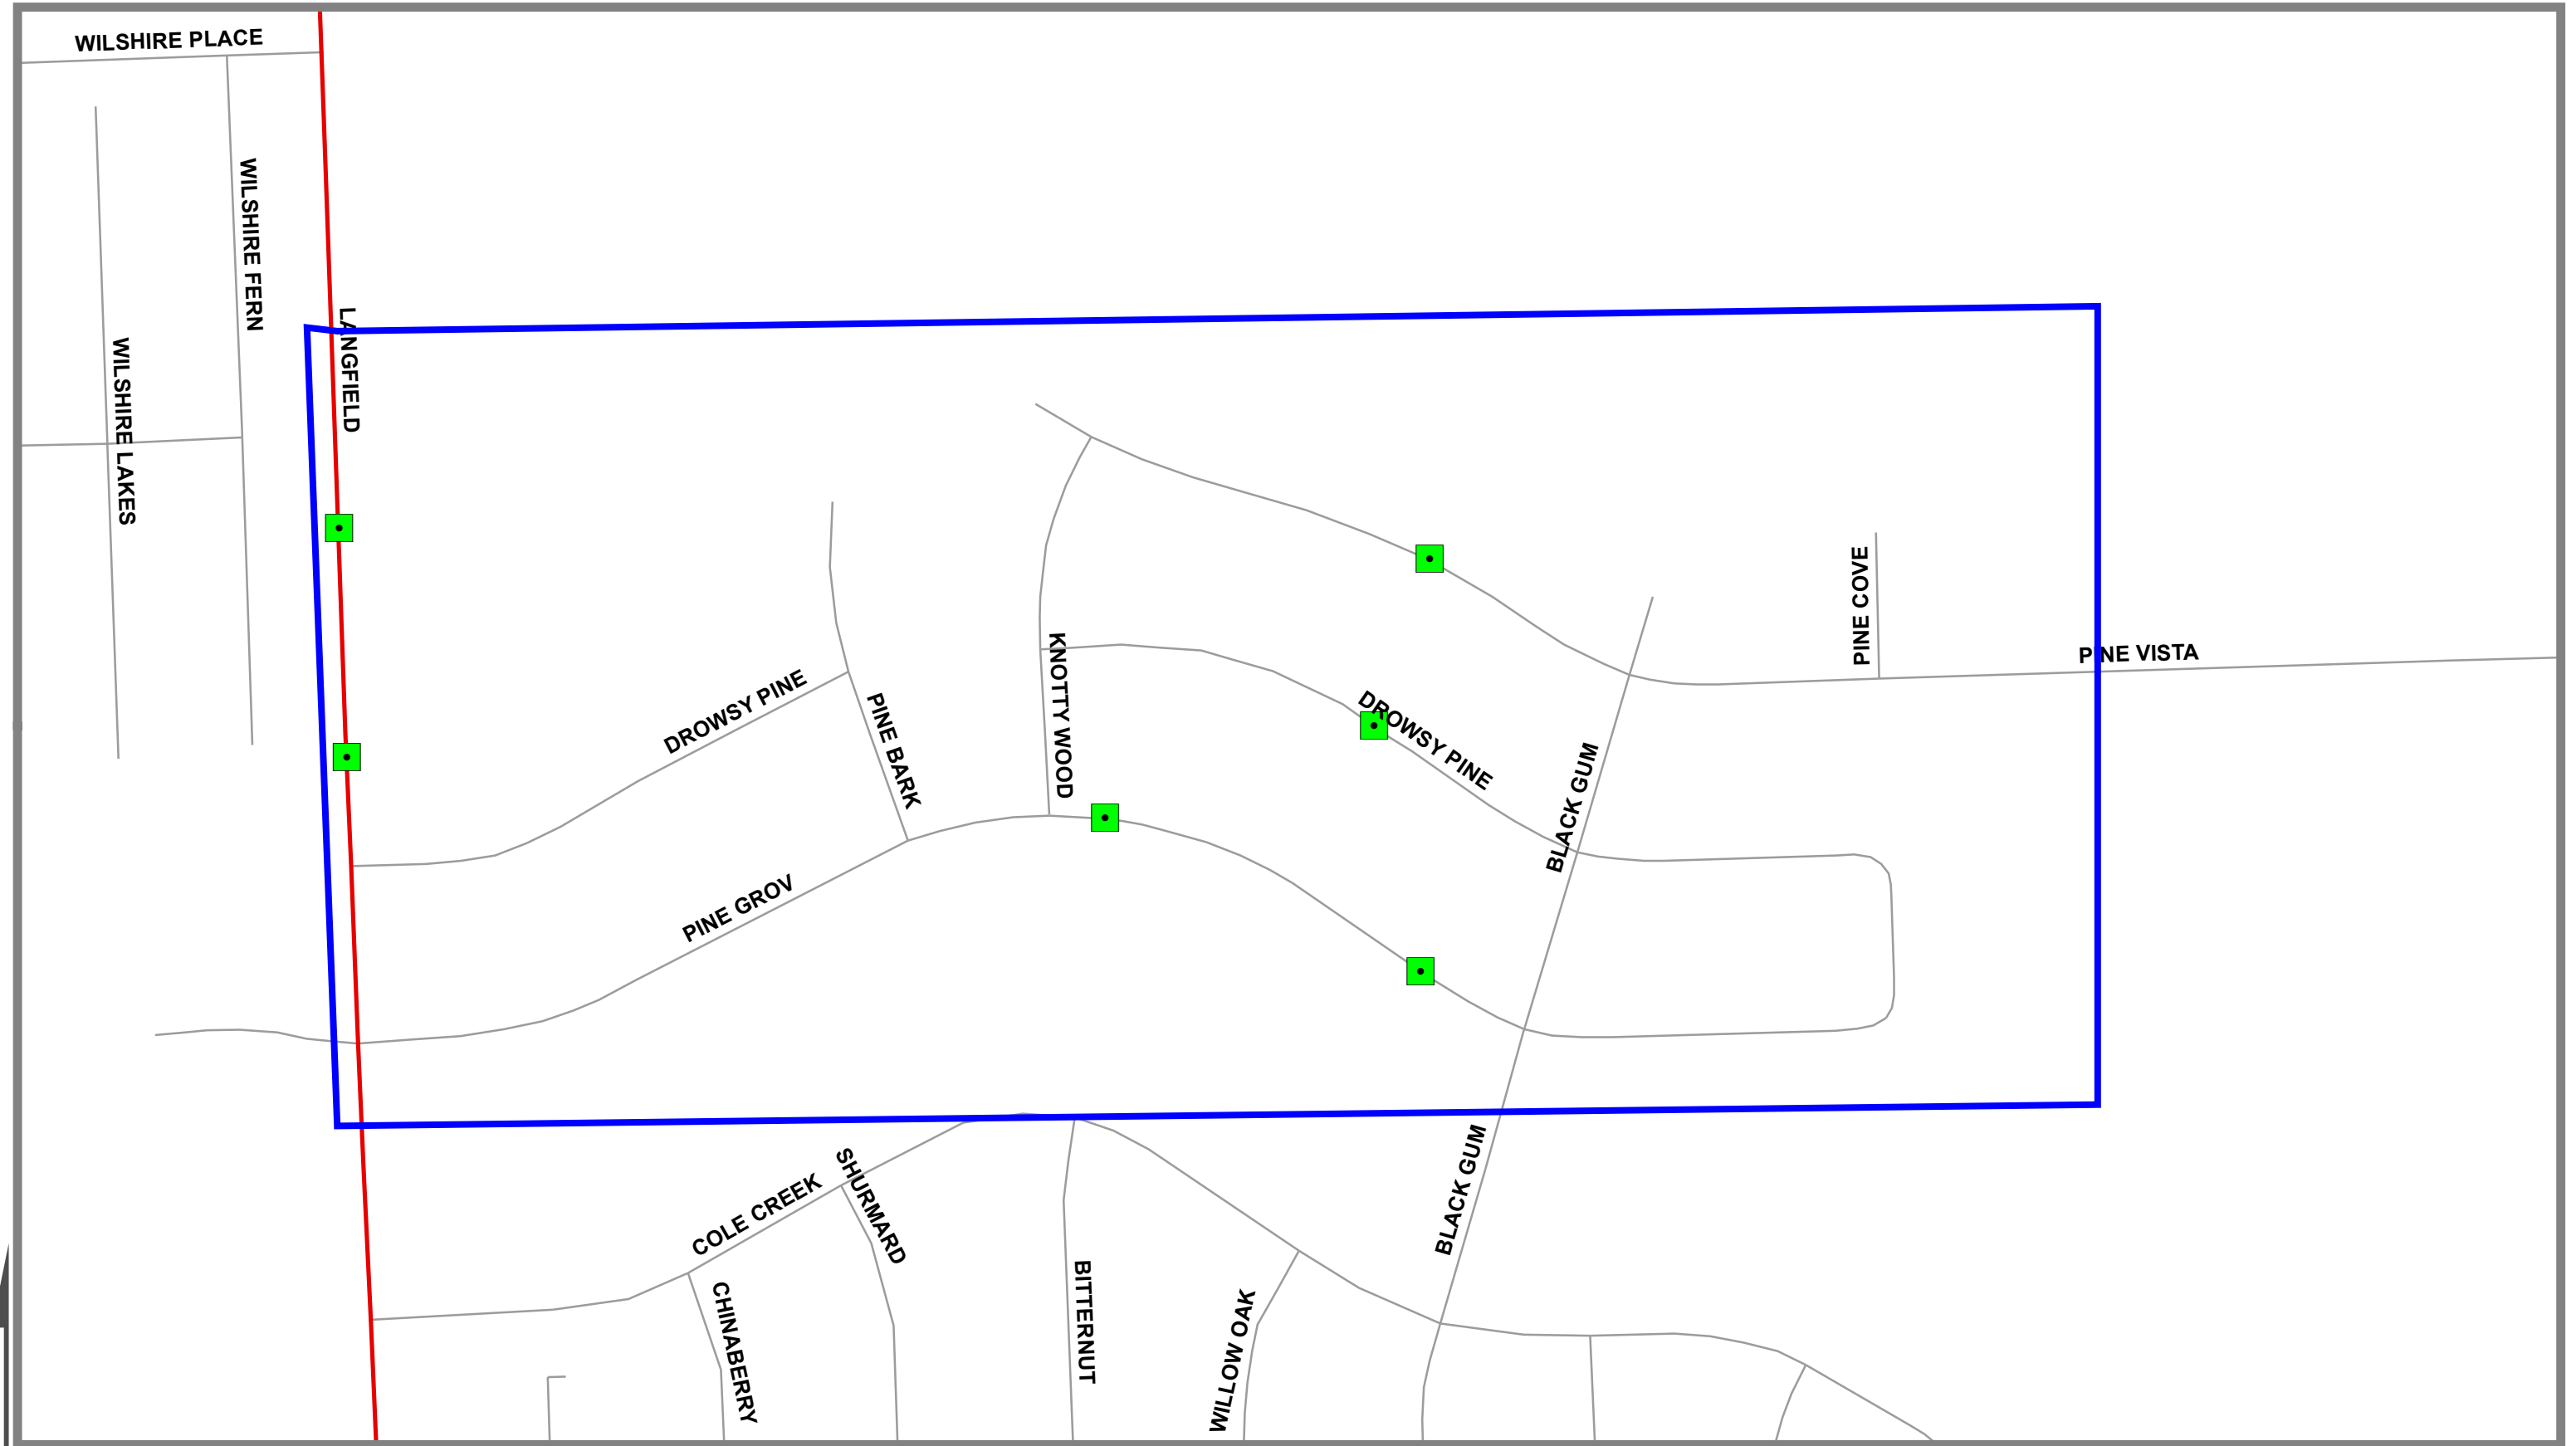 WILSHIRE PLACE
WILSHIRE FERN
LANGFIELD
WILSHIRE LAKES
PINE COVE
PINE VISTA
KNOTTY WOOD
DROWSY PINE
PINE BARK
DROWSY PINE
BLACK GUM
PINE GROV
BLACK GUM
SHURMARD
COLE CREEK
BITTERNUT
CHINABERRY
WILLOW OAK